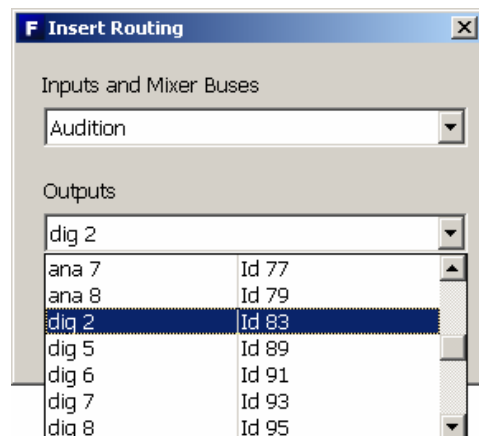 F Insert Routing
Inputs and Mixer Buses
Audition
Outputs
dig 2
ana 7 Id 77
ana 8 Id 79
dig 2 Id 83
dig 5 Id 89
dig 6 Id 91
dig 7 Id 93
dig 8 Id 95